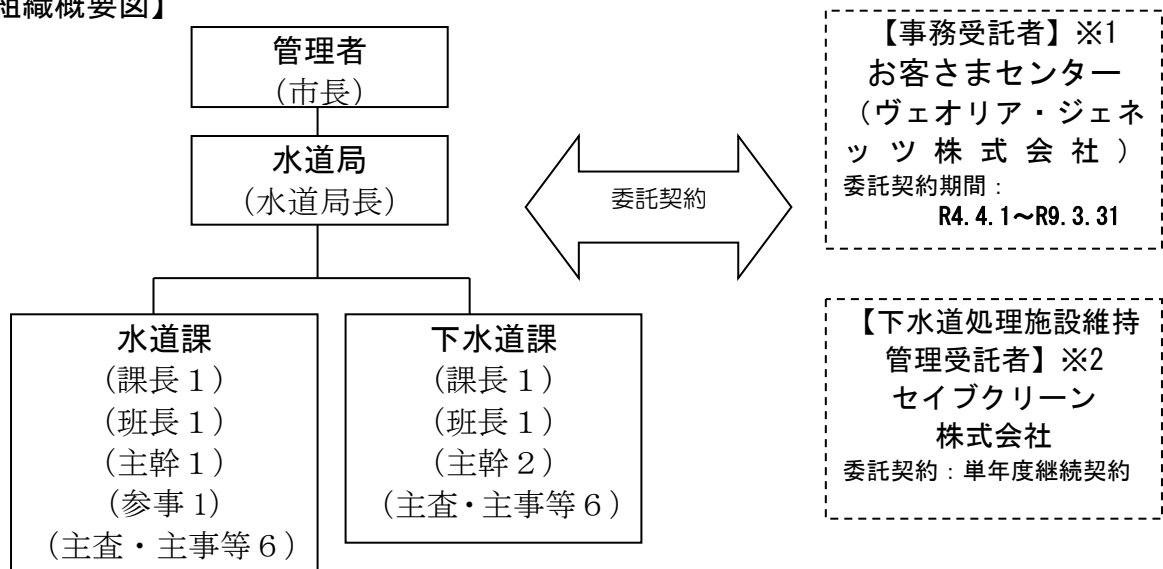 組織概要図】
管理者
(市長)
水道局
(水道局長)
水道課
(課長１)
(班長１)
(主幹１)
(参事1)
(主査・主事等６)
下水道課
(課長１)
(班長１)
(主幹２)
(主査・主事等６)
委託契約
【事務受託者】※1
お客さまセンター
（ヴェオリア・ジェネ
ッツ株式会社）
委託契約期間：
R4.4.1～R9.3.31
【下水道処理施設維持
管理受託者】※2
セイブクリーン
株式会社
委託契約：単年度継続契約